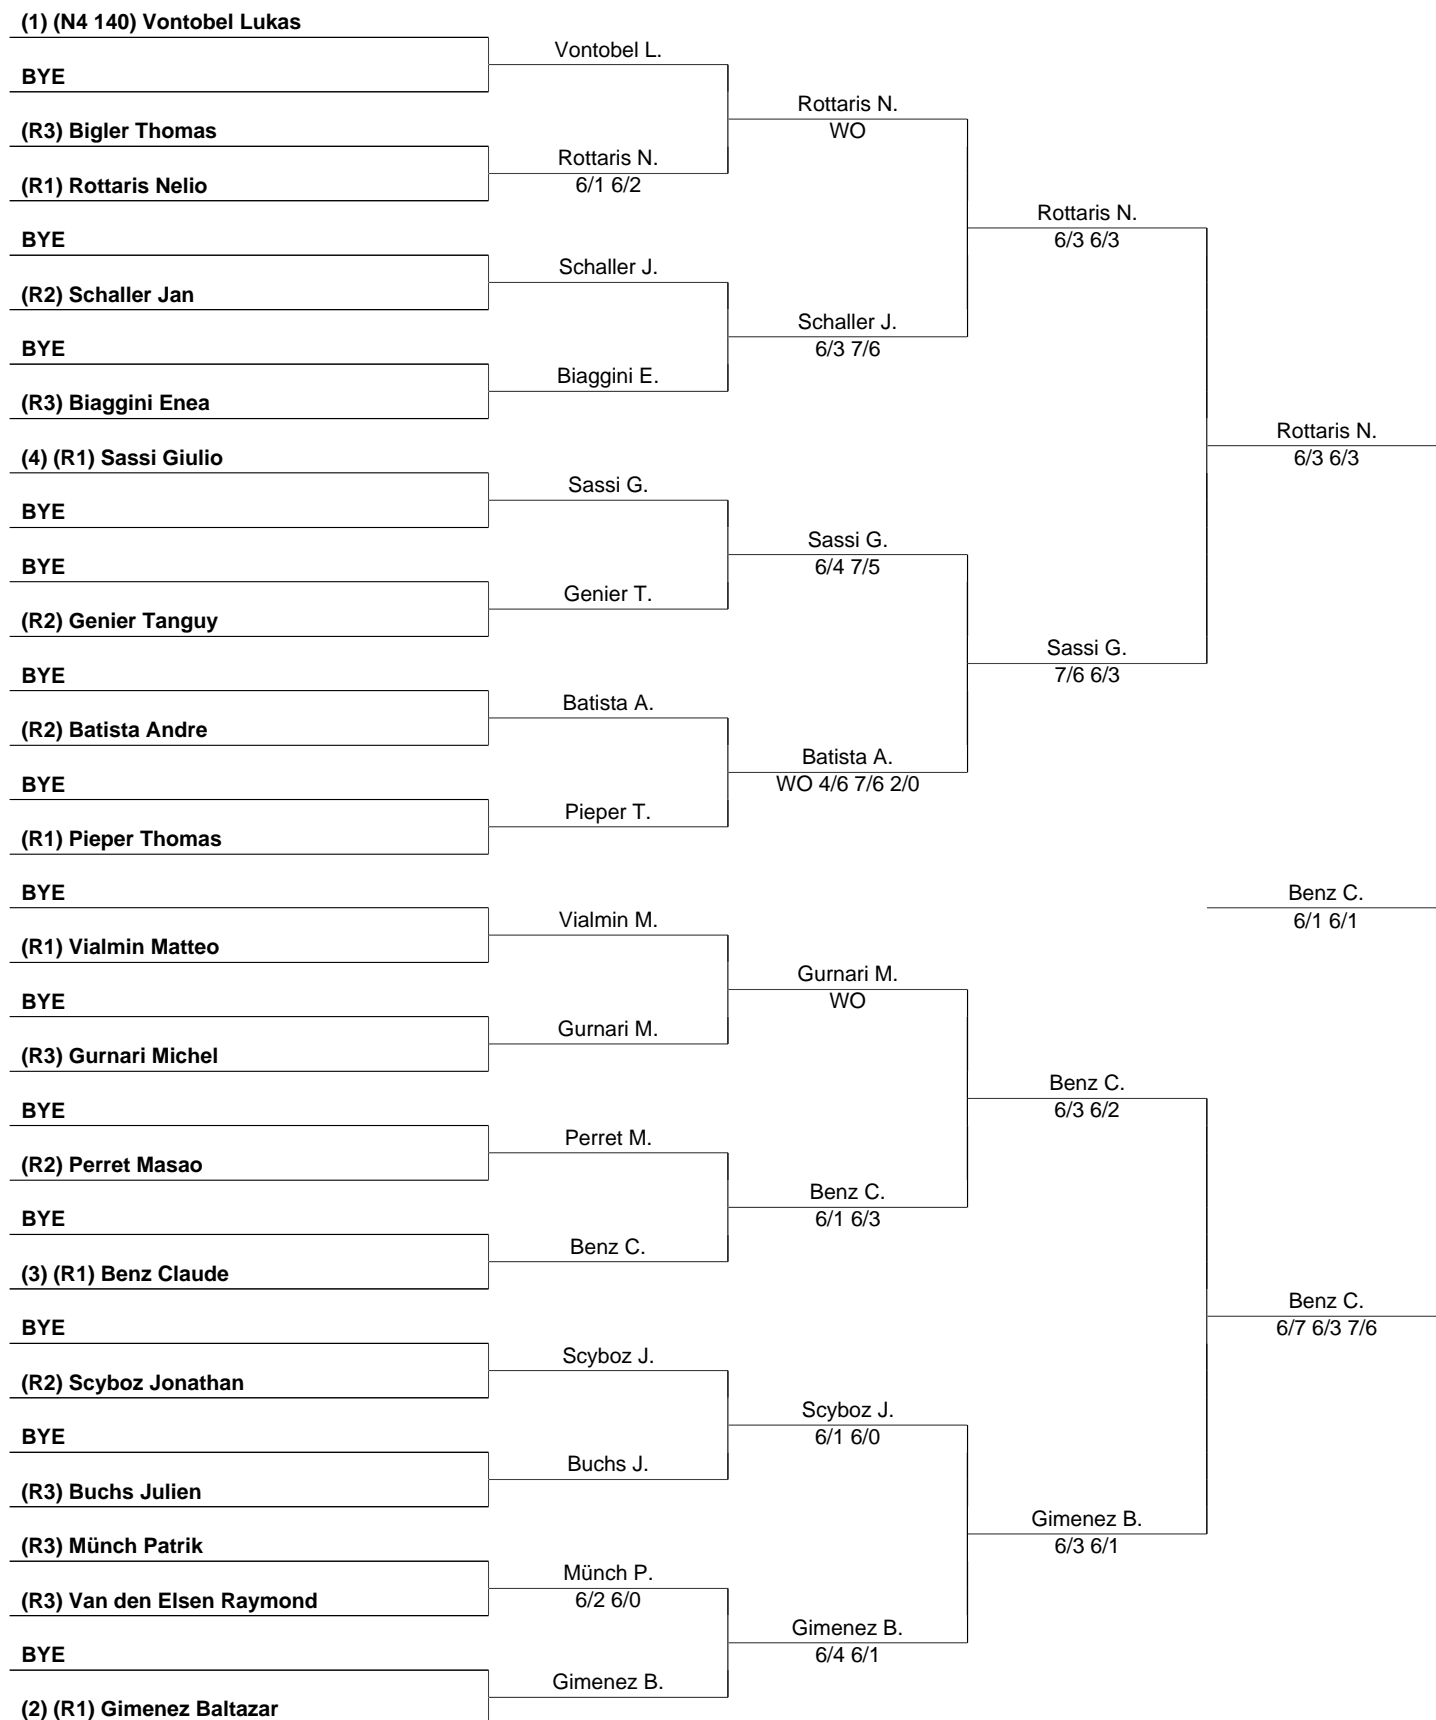 (1) (N4 140) Vontobel Lukas
Vontobel L.
BYE
Rottaris N.
(R3) Bigler Thomas
WO
Rottaris N.
(R1) Rottaris Nelio
6/1 6/2
Rottaris N.
BYE
6/3 6/3
Schaller J.
(R2) Schaller Jan
Schaller J.
BYE
6/3 7/6
Biaggini E.
(R3) Biaggini Enea
Rottaris N.
(4) (R1) Sassi Giulio
6/3 6/3
Sassi G.
BYE
Sassi G.
BYE
6/4 7/5
Genier T.
(R2) Genier Tanguy
Sassi G.
BYE
7/6 6/3
Batista A.
(R2) Batista Andre
Batista A.
BYE
WO 4/6 7/6 2/0
Pieper T.
(R1) Pieper Thomas
BYE
Benz C.
6/1 6/1
Vialmin M.
(R1) Vialmin Matteo
Gurnari M.
BYE
WO
Gurnari M.
(R3) Gurnari Michel
Benz C.
BYE
6/3 6/2
Perret M.
(R2) Perret Masao
Benz C.
BYE
6/1 6/3
Benz C.
(3) (R1) Benz Claude
Benz C.
BYE
6/7 6/3 7/6
Scyboz J.
(R2) Scyboz Jonathan
Scyboz J.
BYE
6/1 6/0
Buchs J.
(R3) Buchs Julien
Gimenez B.
(R3) Münch Patrik
6/3 6/1
Münch P.
(R3) Van den Elsen Raymond
6/2 6/0
Gimenez B.
BYE
6/4 6/1
Gimenez B.
(2) (R1) Gimenez Baltazar